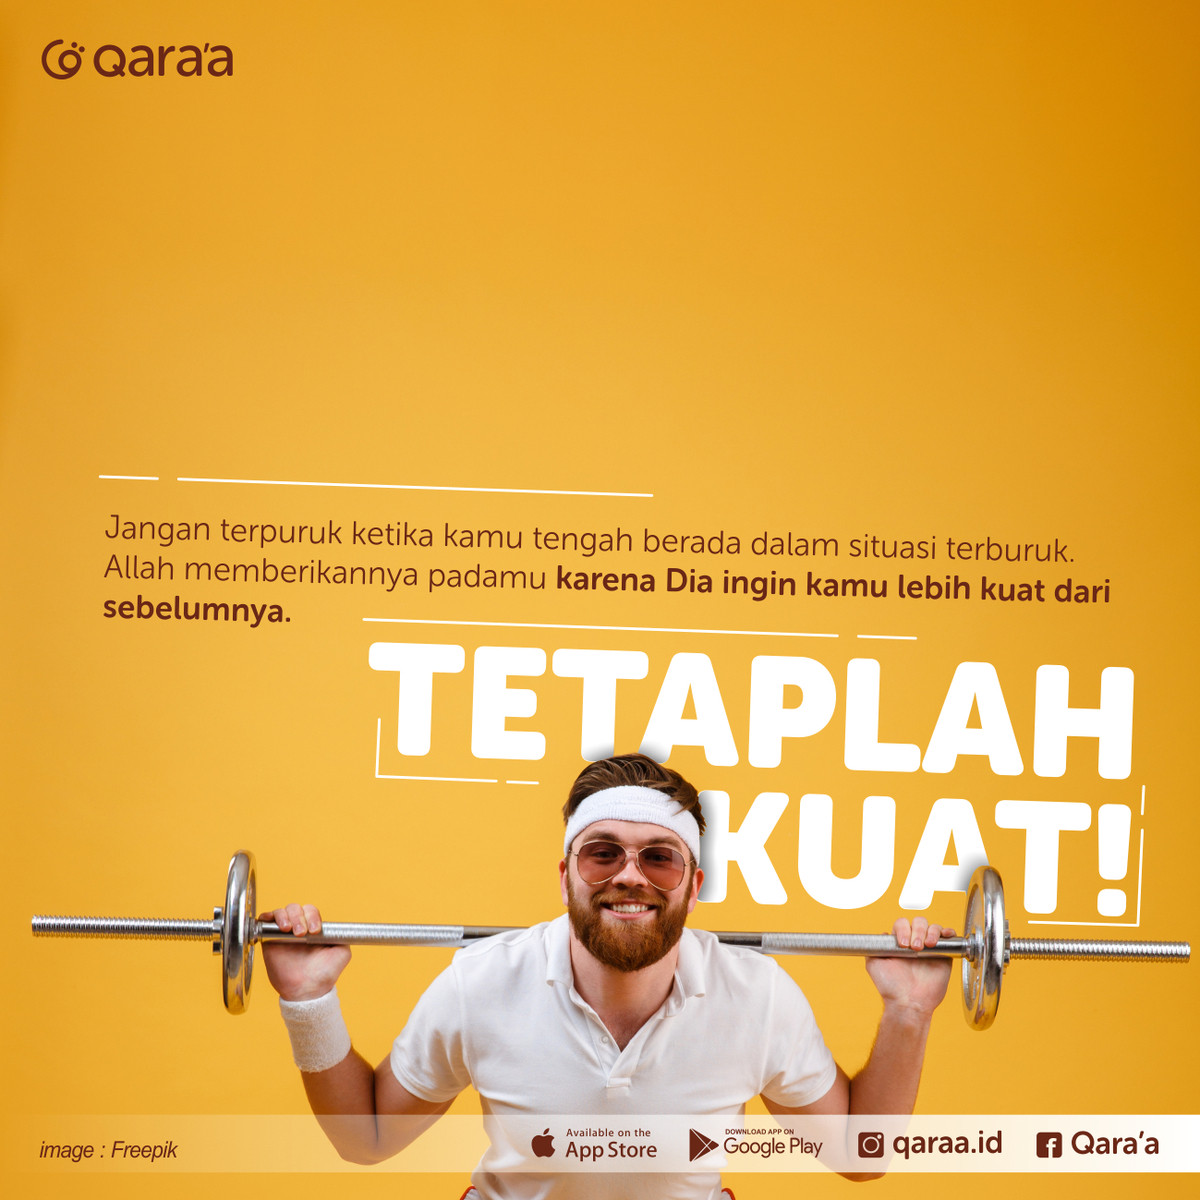 Qara'a
Jangan terpuruk ketika kamu tengah berada dalam situasi terburuk.
Allah memberikannya padamu karena Dia ingin kamu lebih kuat dari
sebelumnya.
TETAPLAH
KUAT!
image : Freepik
Available on the
App Store
DOWNLOAD APP ON
Google Play
qaraa.id
Qara'a